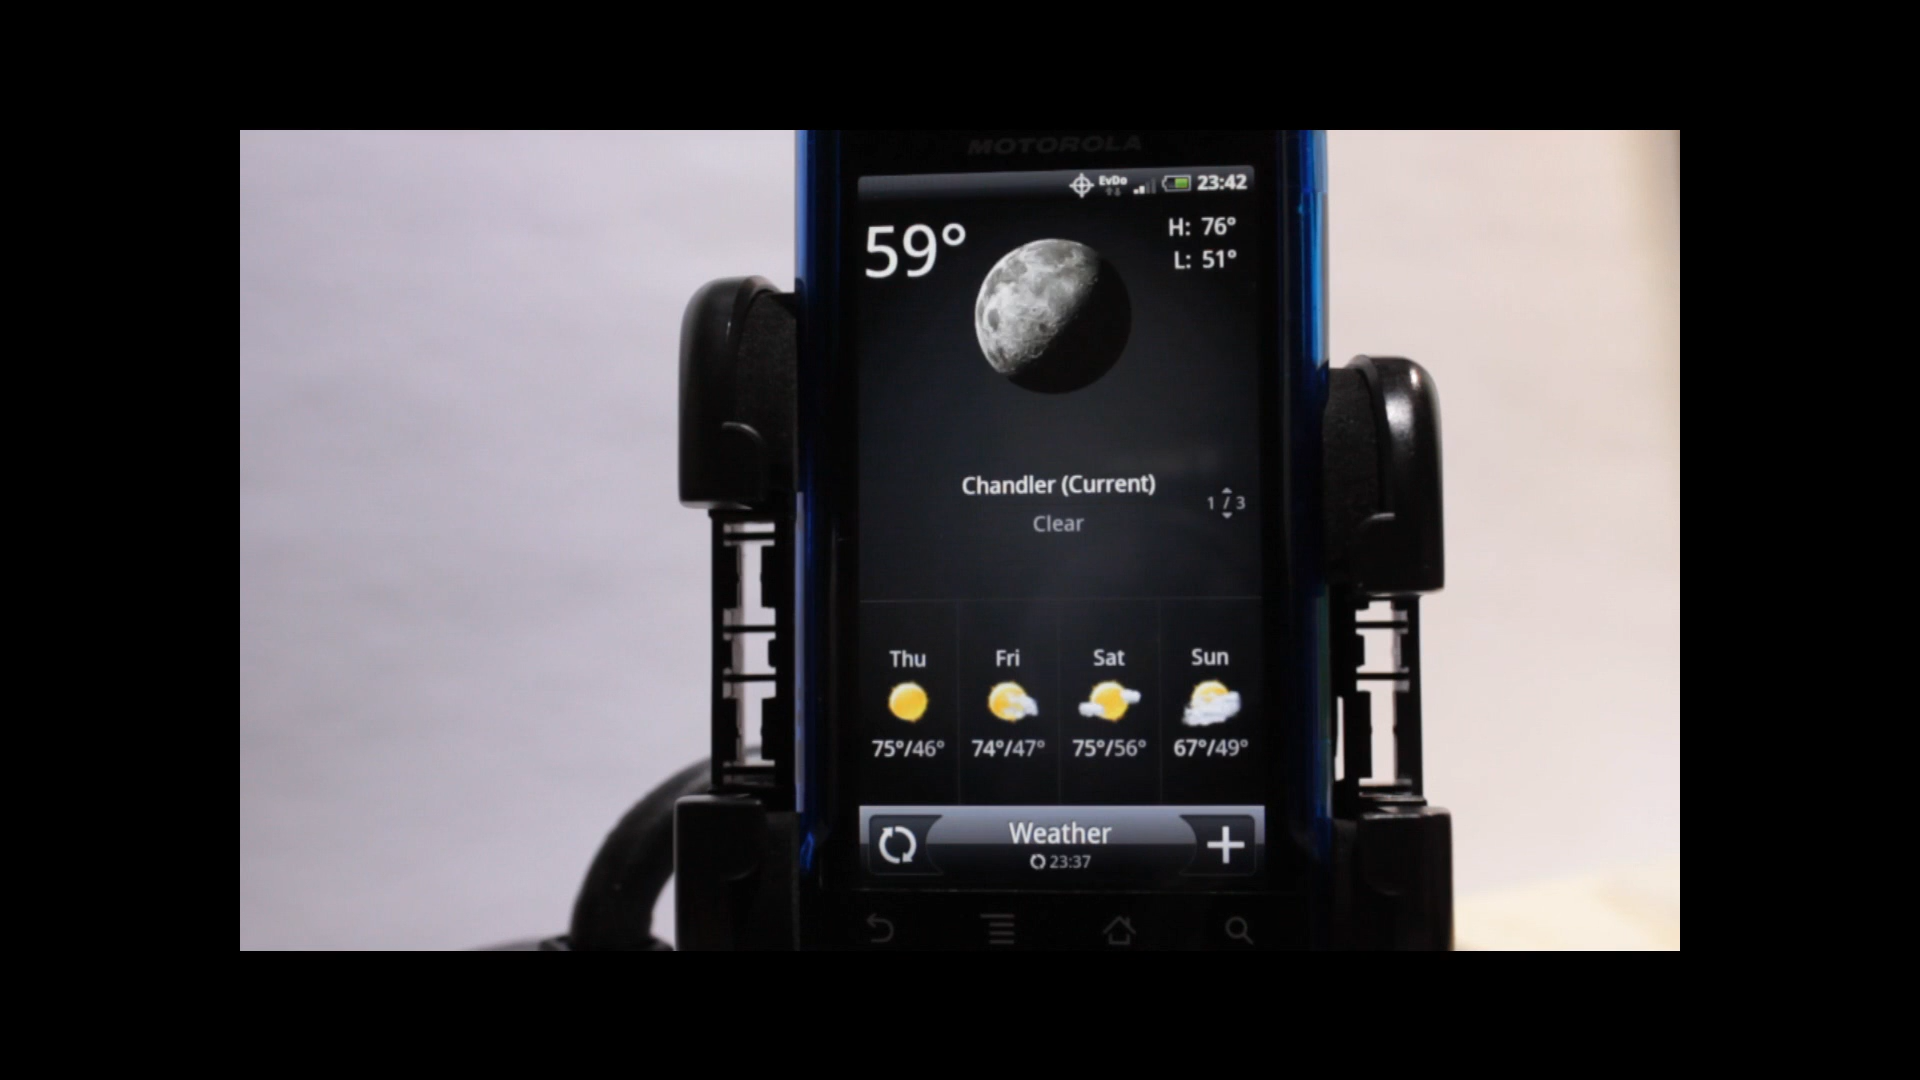 MOTOROLA
EvDo 23:42
59°
H: 76°
L: 51°
Chandler (Current)
1 / 3
Clear
Thu Fri Sat Sun
75°/46° 74°/47° 75°/56° 67°/49°
Weather
23:37